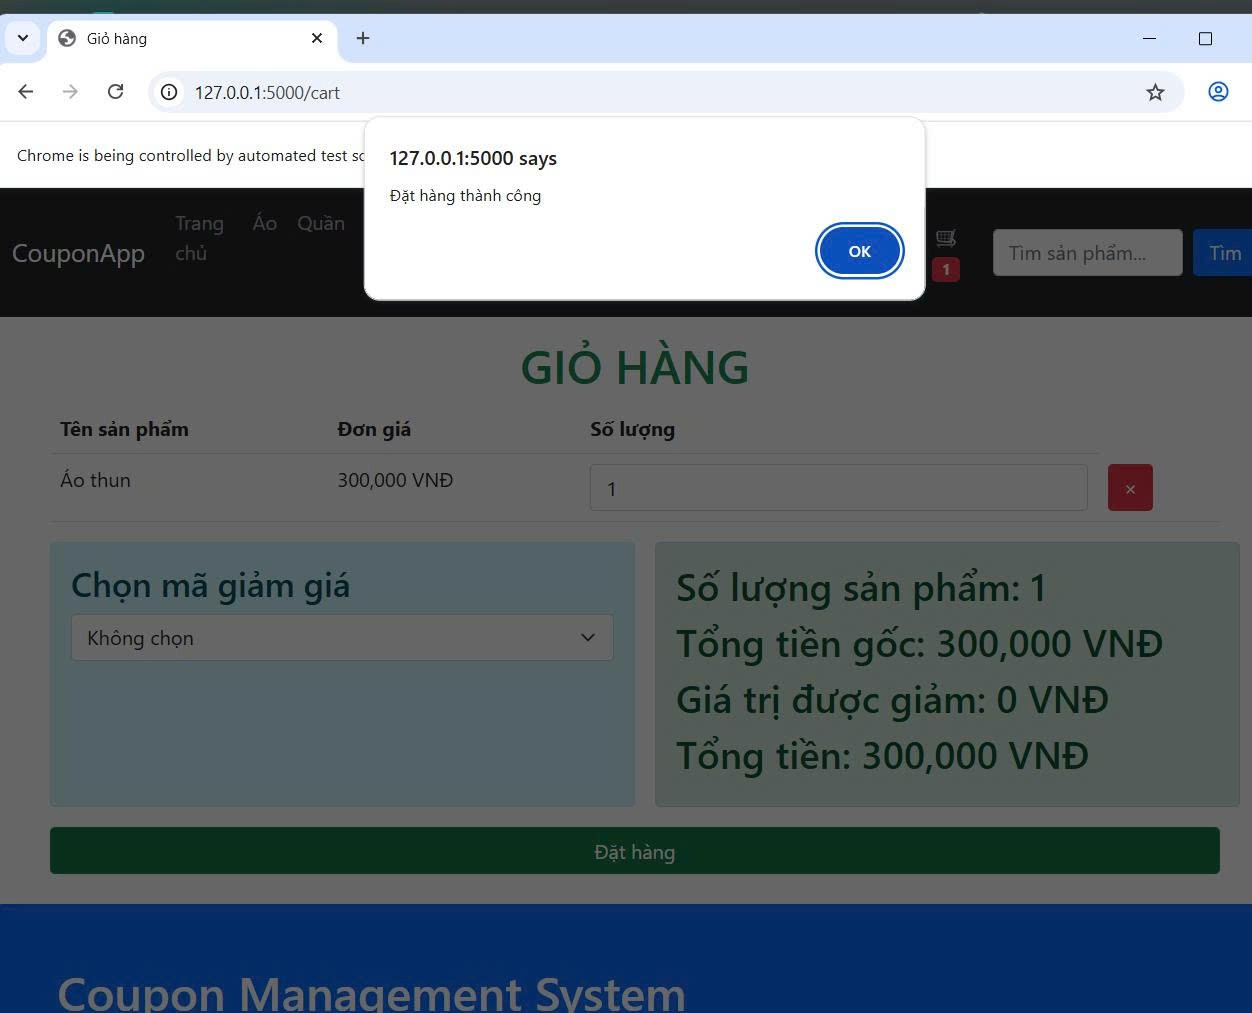 Giỏ hàng
127.0.0.1:5000/cart
Chrome is being controlled by automated test
127.0.0.1:5000 says
Đặt hàng thành công
OK
CouponApp
Trang chủ
Áo
Quần
1
Tìm sản phẩm...
Tìm
GIỎ HÀNG
Tên sản phẩm Đơn giá Số lượng
Áo thun 300,000 VNĐ 1 ×
Chọn mã giảm giá
Không chọn
Số lượng sản phẩm: 1
Tổng tiền gốc: 300,000 VNĐ
Giá trị được giảm: 0 VNĐ
Tổng tiền: 300,000 VNĐ
Đặt hàng
Coupon Management System